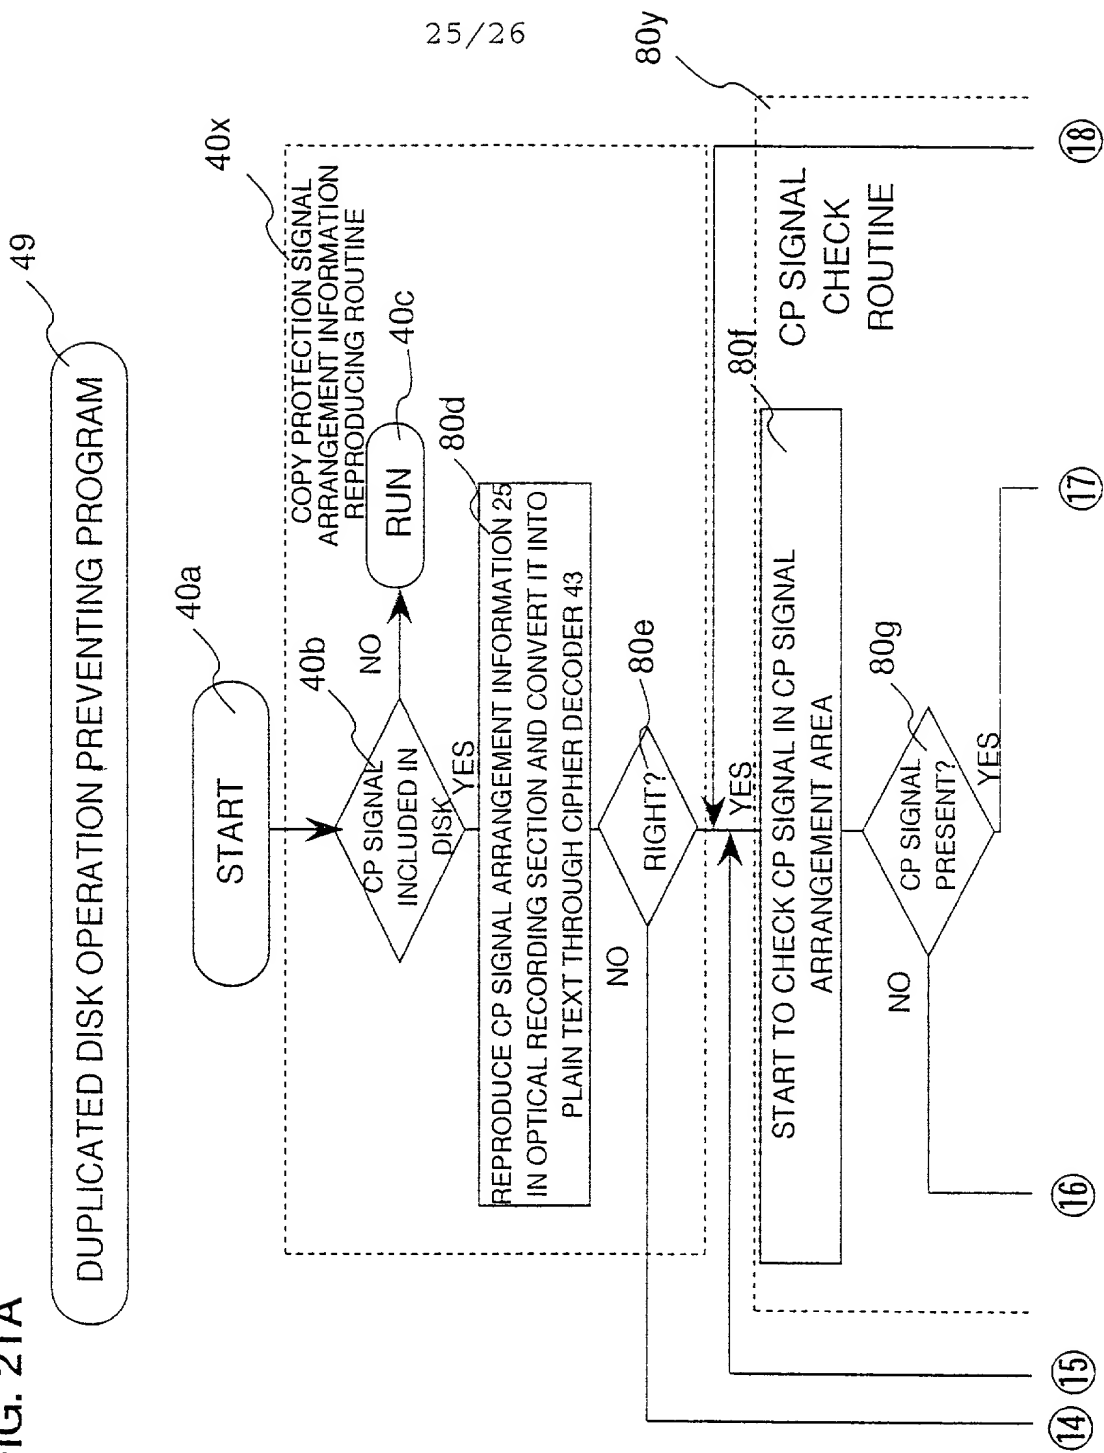 25/26
FIG. 21A
DUPLICATED DISK OPERATION PREVENTING PROGRAM
49
START
40a
40x
COPY PROTECTION SIGNAL
ARRANGEMENT INFORMATION
REPRODUCING ROUTINE
40b
CP SIGNAL
INCLUDED IN
DISK
NO
RUN
40c
YES
80d
REPRODUCE CP SIGNAL ARRANGEMENT INFORMATION 25
IN OPTICAL RECORDING SECTION AND CONVERT IT INTO
PLAIN TEXT THROUGH CIPHER DECODER 43
80e
RIGHT?
NO
YES
80y
CP SIGNAL
CHECK
ROUTINE
80f
START TO CHECK CP SIGNAL IN CP SIGNAL
ARRANGEMENT AREA
80g
CP SIGNAL
PRESENT?
NO
YES
14
15
16
17
18